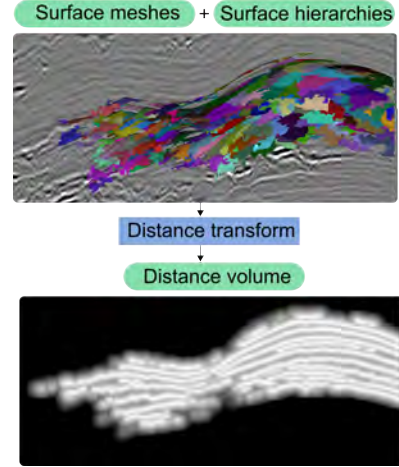 Surface meshes + Surface hierarchies
Distance transform
Distance volume